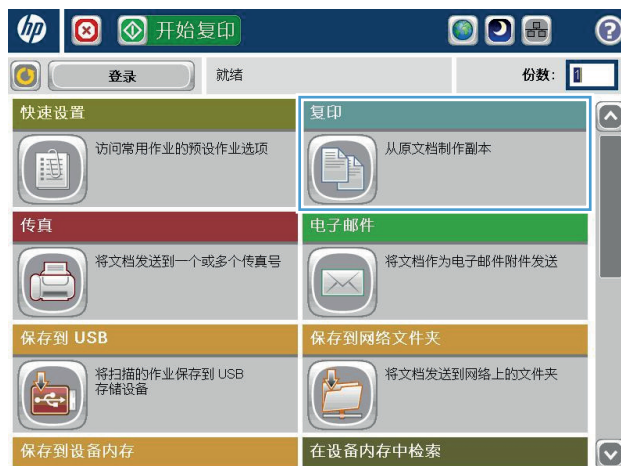 hp
开始复印
?
登录
就绪
份数:
1
快速设置
访问常用作业的预设作业选项
复印
从原文档制作副本
传真
将文档发送到一个或多个传真号
电子邮件
将文档作为电子邮件附件发送
保存到 USB
将扫描的作业保存到 USB
存储设备
保存到网络文件夹
将文档发送到网络上的文件夹
保存到设备内存
在设备内存中检索